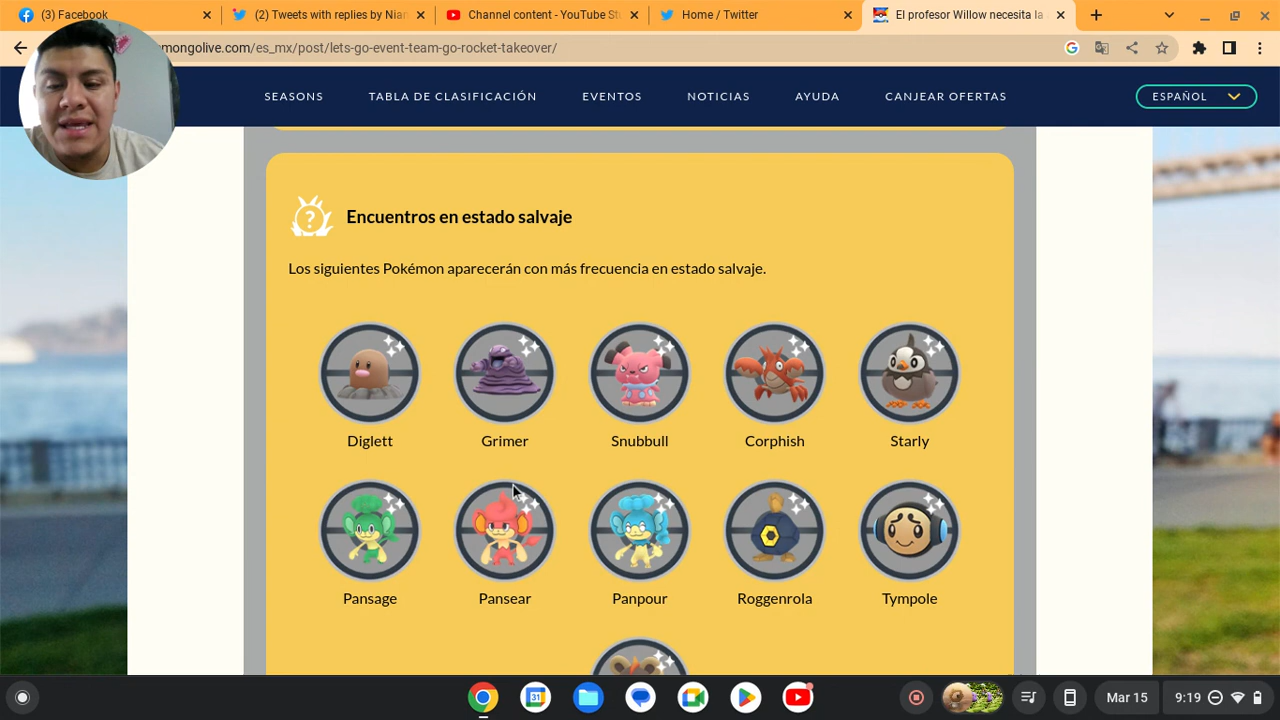 (3) Facebook
(2) Tweets with replies by Nian
Channel content - YouTube St
Home / Twitter
El profesor Willow necesita la
mongolive.com/es_mx/post/lets-go-event-team-go-rocket-takeover/
SEASONS
TABLA DE CLASIFICACIÓN
EVENTOS
NOTICIAS
AYUDA
CANJEAR OFERTAS
ESPAÑOL
Encuentros en estado salvaje
Los siguientes Pokémon aparecerán con más frecuencia en estado salvaje.
Diglett
Grimer
Snubbull
Corphish
Starly
Pansage
Pansear
Panpour
Roggenrola
Tympole
31
Mar 15
9:19